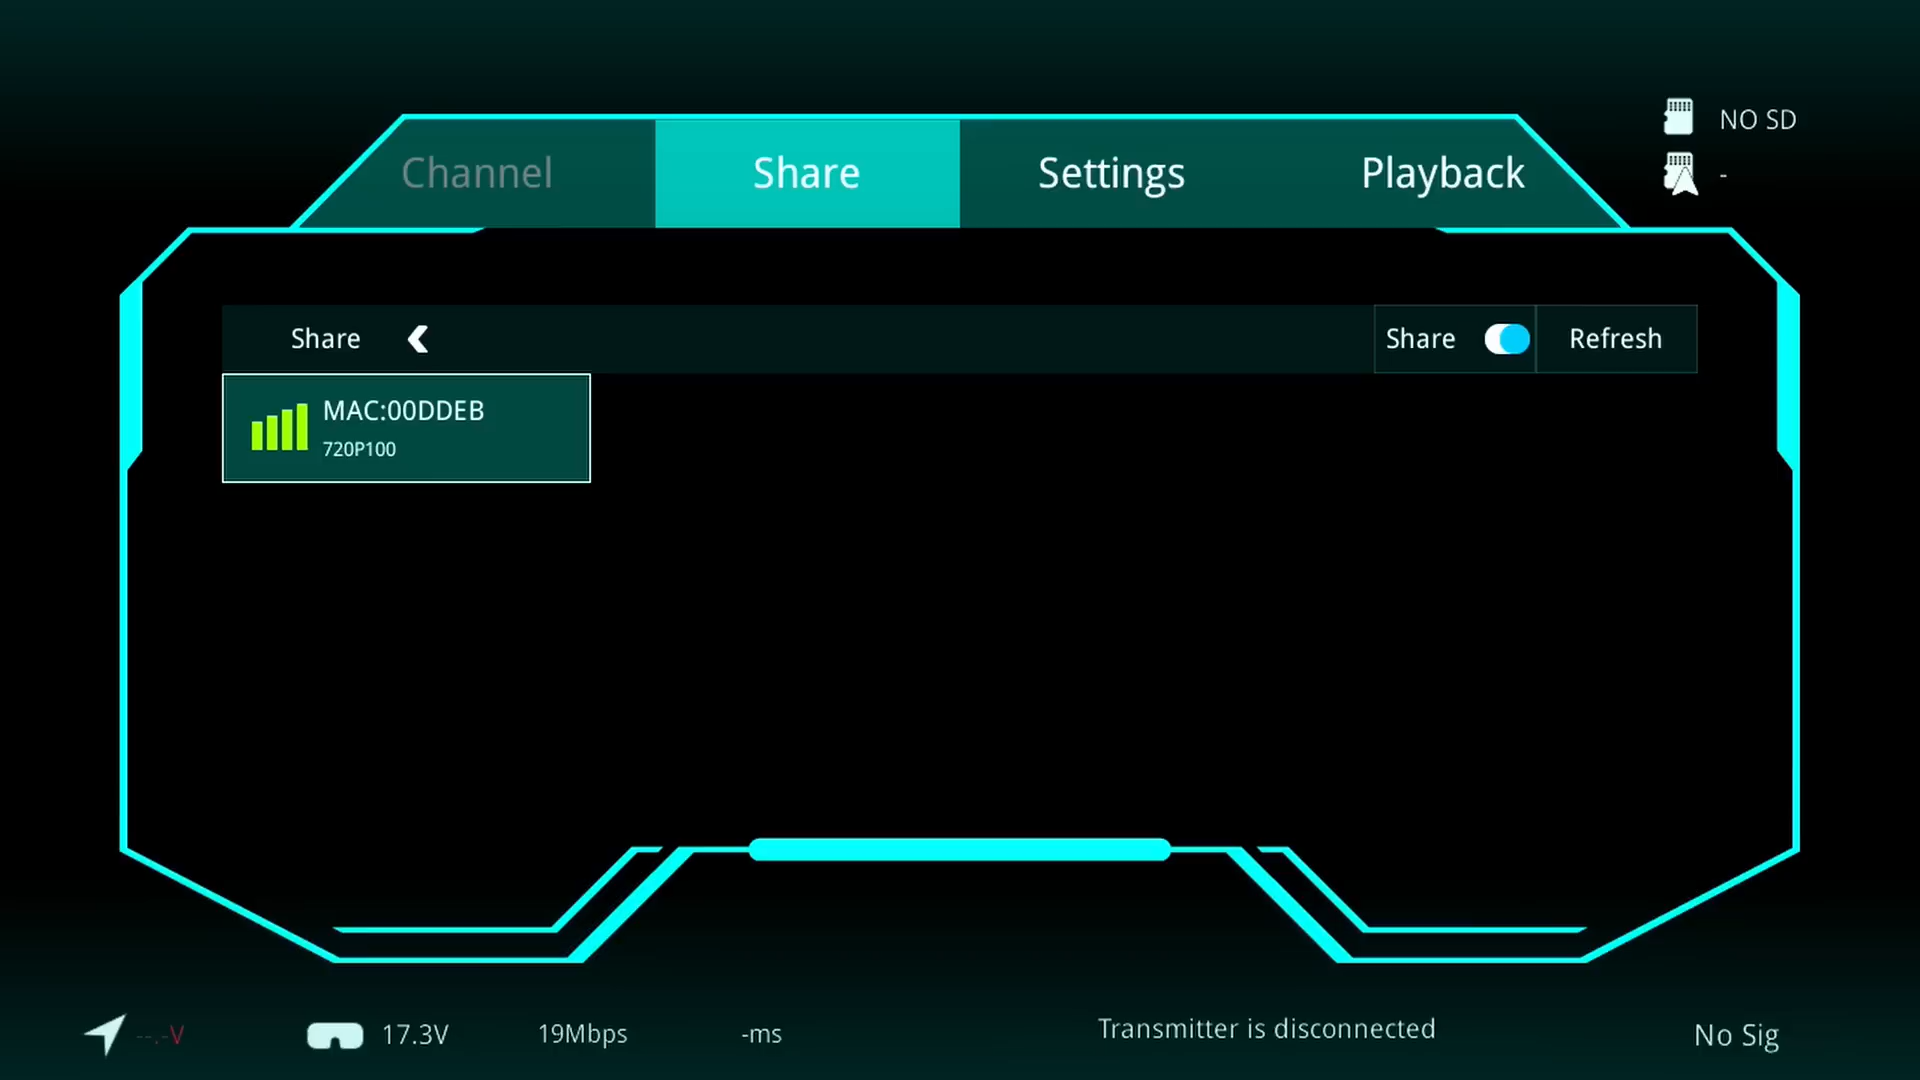 NO SD
-
Channel
Share
Settings
Playback
Share
Share
Refresh
MAC:00DDEB
720P100
--.-V
17.3V
19Mbps
-ms
Transmitter is disconnected
No Sig